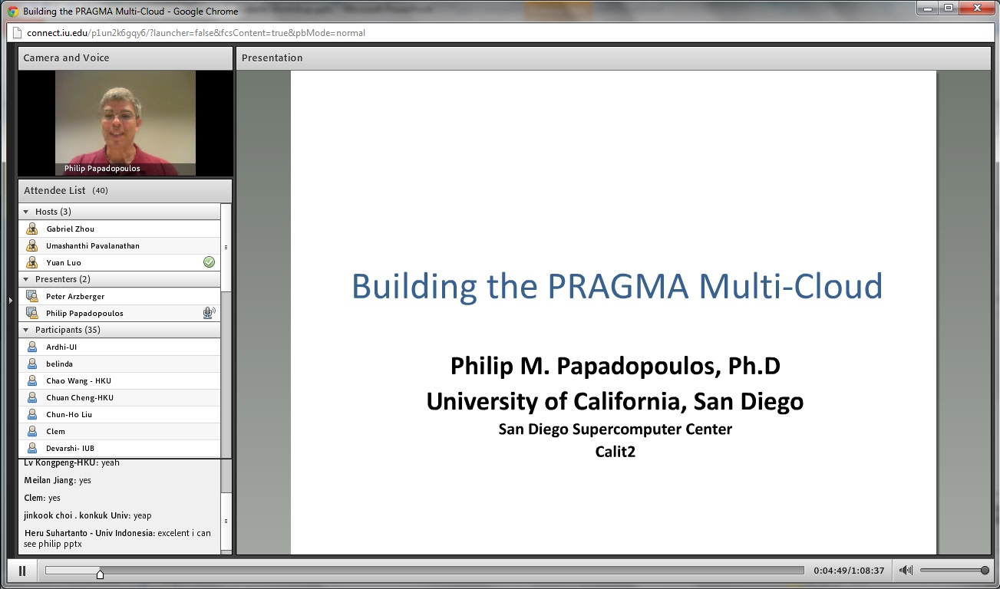 Building the PRAGMA Multi-Cloud - Google Chrome
connect.iu.edu/p1un2k6gqy6/?launcher=false&fcsContent=true&pbMode=normal
Camera and Voice
Philip Papadopoulos
Attendee List (40)
Hosts (3)
Gabriel Zhou
Umashanthi Pavalanathan
Yuan Luo
Presenters (2)
Peter Arzberger
Philip Papadopoulos
Participants (35)
Ardhi-UI
belinda
Chao Wang - HKU
Chuan Cheng-HKU
Chun-Ho Liu
Clem
Devarshi- IUB
Lv Kongpeng-HKU: yeah
Meilan Jiang: yes
Clem: yes
jinkook choi . konkuk Univ: yeap
Heru Suhartanto - Univ Indonesia: excelent i can
see philip pptx
Presentation
Building the PRAGMA Multi-Cloud
Philip M. Papadopoulos, Ph.D
University of California, San Diego
San Diego Supercomputer Center
Calit2
0:04:49/1:08:37